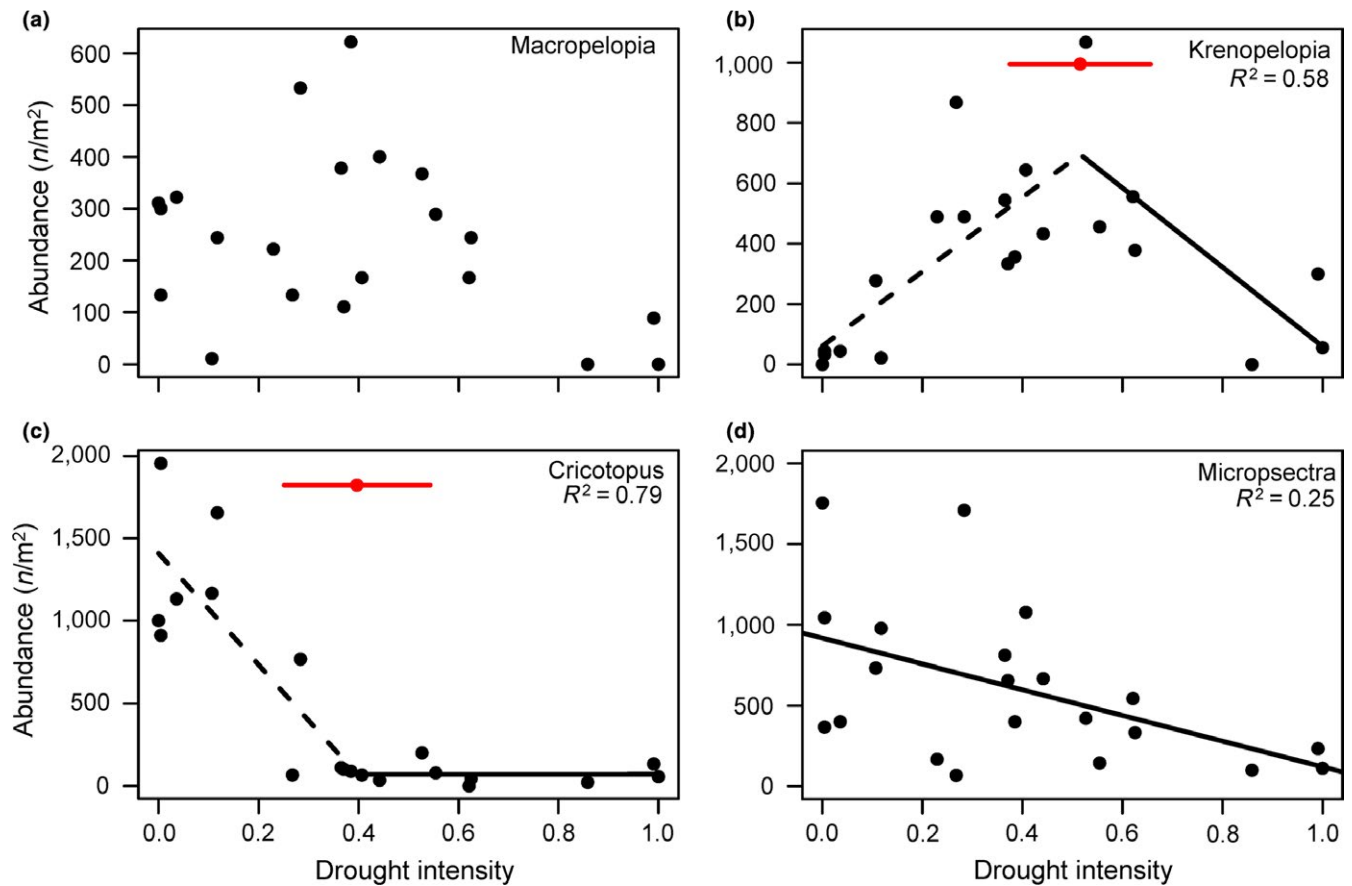 (a)
Macropelopia
600
500
400
300
200
100
0
Abundance (n/m²)
(b)
Krenopelopia
R² = 0.58
1,000
800
600
400
200
0
(c)
Cricotopus
R² = 0.79
2,000
1,500
1,000
500
0
Abundance (n/m²)
0.0 0.2 0.4 0.6 0.8 1.0
Drought intensity
(d)
Micropsectra
R² = 0.25
2,000
1,500
1,000
500
0
0.0 0.2 0.4 0.6 0.8 1.0
Drought intensity